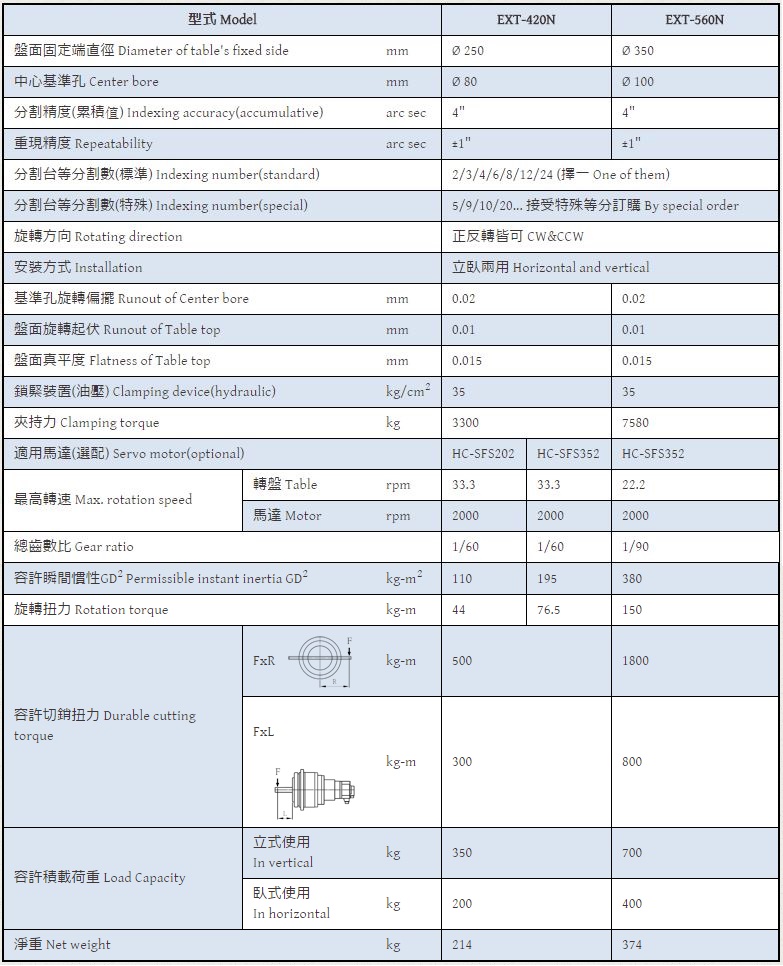 型式 Model EXT-420N EXT-560N
盤面固定端直徑 Diameter of table's fixed side mm Ø 250 Ø 350
中心基準孔 Center bore mm Ø 80 Ø 100
分割精度(累積值) Indexing accuracy(accumulative) arc sec 4" 4"
重現精度 Repeatability arc sec ±1" ±1"
分割台等分割數(標準) Indexing number(standard) 2/3/4/6/8/12/24 (擇一 One of them)
分割台等分割數(特殊) Indexing number(special) 5/9/10/20... 接受特殊等分訂購 By special order
旋轉方向 Rotating direction 正反轉皆可 CW&CCW
安裝方式 Installation 立臥兩用 Horizontal and vertical
基準孔旋轉偏擺 Runout of Center bore mm 0.02 0.02
盤面旋轉起伏 Runout of Table top mm 0.01 0.01
盤面真平度 Flatness of Table top mm 0.015 0.015
鎖緊裝置(油壓) Clamping device(hydraulic) kg/cm² 35 35
夾持力 Clamping torque kg 3300 7580
適用馬達(選配) Servo motor(optional) HC-SFS202 HC-SFS352 HC-SFS352
最高轉速 Max. rotation speed
轉盤 Table rpm 33.3 33.3 22.2
馬達 Motor rpm 2000 2000 2000
總齒數比 Gear ratio 1/60 1/60 1/90
容許瞬間慣性GD² Permissible instant inertia GD² kg-m² 110 195 380
旋轉扭力 Rotation torque kg-m 44 76.5 150
容許切銷扭力 Durable cutting
torque
F
FxR kg-m 500 1800
R
FxL
kg-m 300 800
F
L
容許積載荷重 Load Capacity
立式使用
In vertical kg 350 700
臥式使用
In horizontal kg 200 400
淨重 Net weight kg 214 374